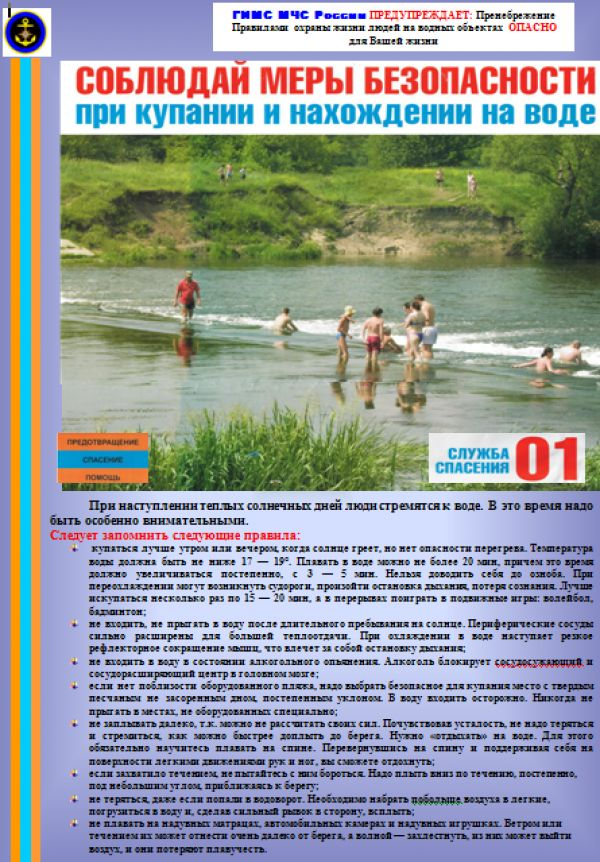 ГИМС МЧС России ПРЕДУПРЕЖДАЕТ: Пренебрежение
Правилами охраны жизни людей на водных объектах ОПАСНО
для Вашей жизни
СОБЛЮДАЙ МЕРЫ БЕЗОПАСНОСТИ
при купании и нахождении на воде
ПРЕДОТВРАЩЕНИЕ
СПАСЕНИЕ
ПОМОЩЬ
СЛУЖБА
СПАСЕНИЯ 01
При наступлении теплых солнечных дней люди стремятся к воде. В это время надо
быть особенно внимательными.
Следует запомнить следующие правила:
купаться лучше утром или вечером, когда солнце греет, но нет опасности перегрева. Температура
воды должна быть не ниже 17 — 19°. Плавать в воде можно не более 20 мин, причем это время
должно увеличиваться постепенно, с 3 — 5 мин. Нельзя доводить себя до озноба. При
переохлаждении могут возникнуть судороги, произойти остановка дыхания, потеря сознания. Лучше
искупаться несколько раз по 15 — 20 мин, а в перерывах поиграть в подвижные игры: волейбол,
бадминтон;
не входить, не прыгать в воду после длительного пребывания на солнце. Периферические сосуды
сильно расширены для большей теплоотдачи. При охлаждении в воде наступает резкое
рефлекторное сокращение мышц, что влечет за собой остановку дыхания;
не входить в воду в состоянии алкогольного опьянения. Алкоголь блокирует сосудосужающий и
сосудорасширяющий центр в головном мозге;
если нет поблизости оборудованного пляжа, надо выбрать безопасное для купания место с твердым
песчаным не засоренным дном, постепенным уклоном. В воду входить осторожно. Никогда не
прыгать в местах, не оборудованных специально;
не заплывать далеко, т.к. можно не рассчитать своих сил. Почувствовав усталость, не надо теряться
и стремиться, как можно быстрее доплыть до берега. Нужно «отдыхать» на воде. Для этого
обязательно научитесь плавать на спине. Перевернувшись на спину и поддерживая себя на
поверхности легкими движениями рук и ног, вы сможете отдохнуть;
если захватило течением, не пытайтесь с ним бороться. Надо плыть вниз по течению, постепенно,
под небольшим углом, приближаясь к берегу;
не теряться, даже если попали в водоворот. Необходимо набрать побольше воздуха в легкие,
погрузиться в воду и, сделав сильный рывок в сторону, всплыть;
не плавать на надувных матрацах, автомобильных камерах и надувных игрушках. Ветром или
течением их может отнести очень далеко от берега, а волной — захлестнуть, из них может выйти
воздух, и они потеряют плавучесть.